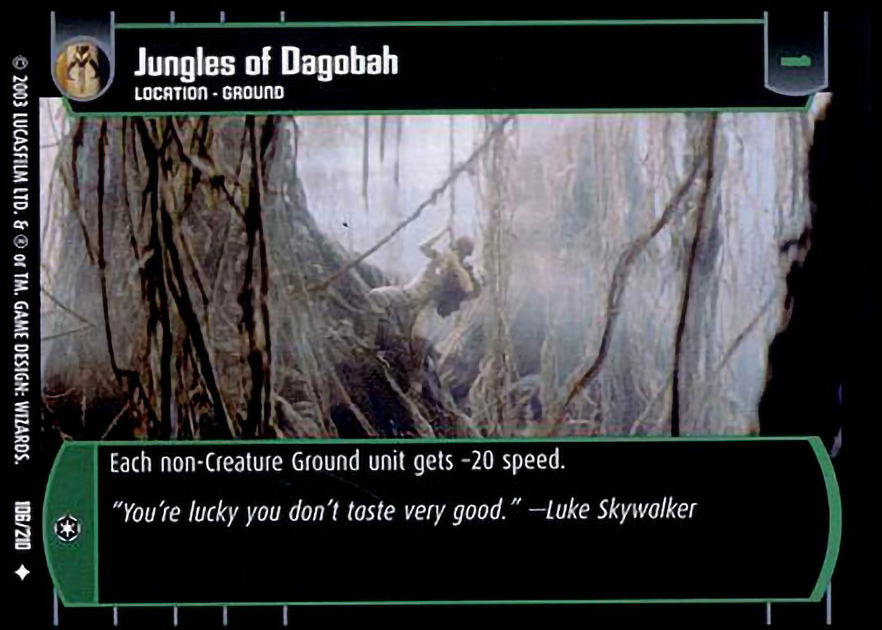 Jungles of Dagobah
LOCATION - GROUND
1
Each non-Creature Ground unit gets -20 speed.
"You're lucky you don't taste very good." —Luke Skywalker
© 2003 LUCASFILM LTD. & ® or TM. GAME DESIGN: WIZARDS. 106/210